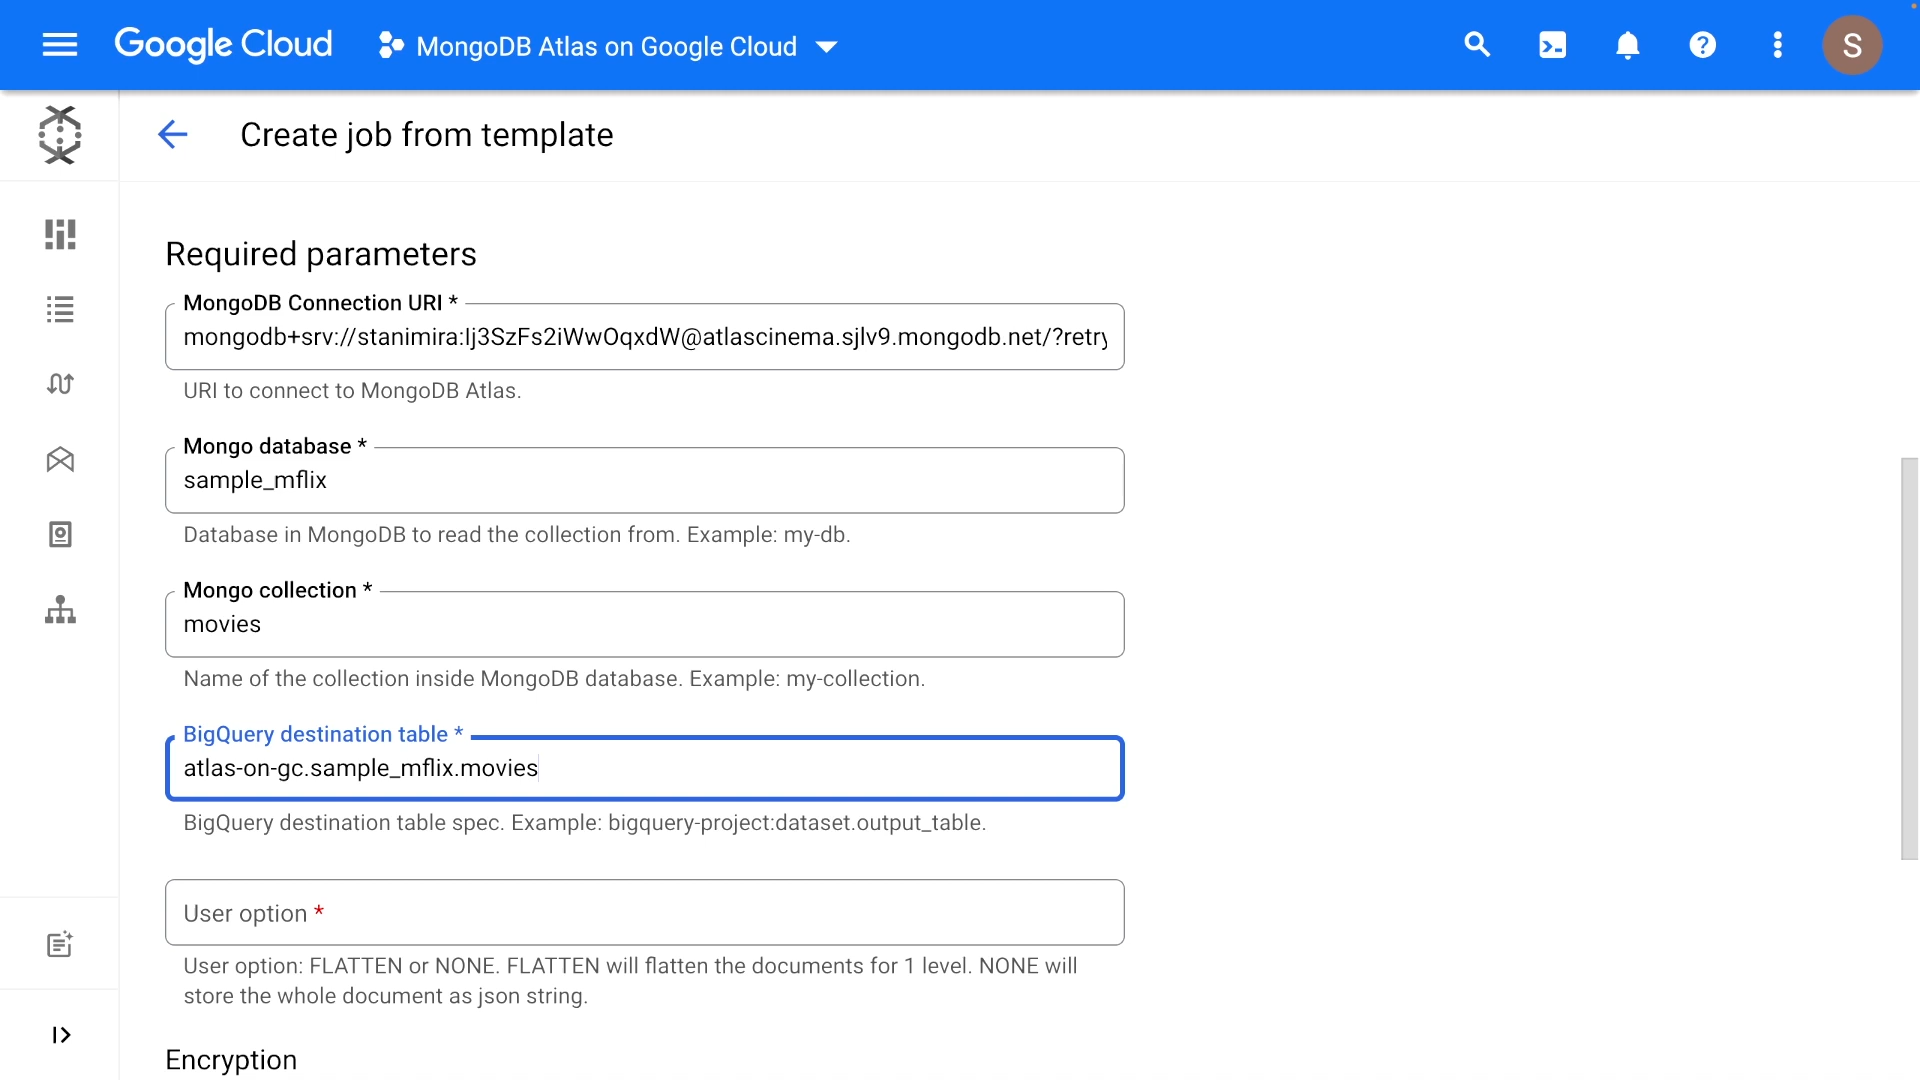 Google Cloud
MongoDB Atlas on Google Cloud
S
Create job from template
Required parameters
MongoDB Connection URI *
mongodb+srv://stanimira:Ij3SzFs2iWwOqxdW@atlascinema.sjlv9.mongodb.net/?retry
URI to connect to MongoDB Atlas.
Mongo database *
sample_mflix
Database in MongoDB to read the collection from. Example: my-db.
Mongo collection *
movies
Name of the collection inside MongoDB database. Example: my-collection.
BigQuery destination table *
atlas-on-gc.sample_mflix.movies
BigQuery destination table spec. Example: bigquery-project:dataset.output_table.
User option *
User option: FLATTEN or NONE. FLATTEN will flatten the documents for 1 level. NONE will
store the whole document as json string.
Encryption